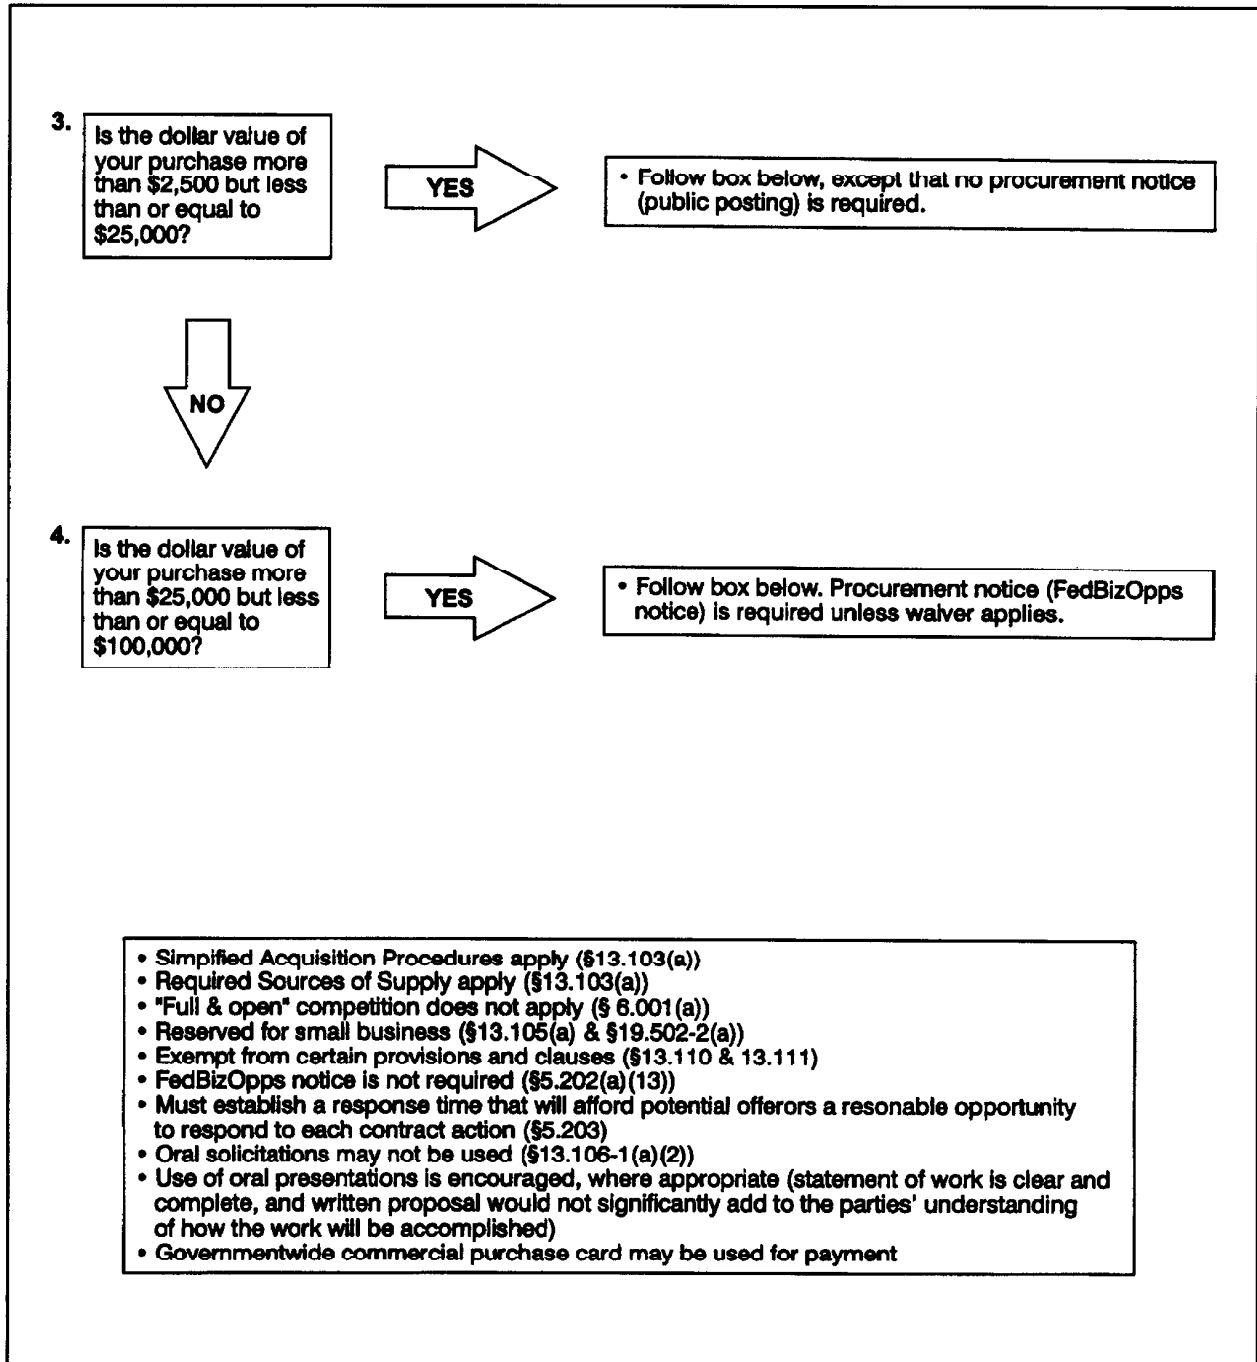 3.
Is the dollar value of
your purchase more
than $2,500 but less
than or equal to
$25,000?
YES
• Follow box below, except that no procurement notice
(public posting) is required.
NO
4.
Is the dollar value of
your purchase more
than $25,000 but less
than or equal to
$100,000?
YES
• Follow box below. Procurement notice (FedBizOpps
notice) is required unless waiver applies.
• Simpified Acquisition Procedures apply (§13.103(a))
• Required Sources of Supply apply (§13.103(a))
• "Full & open" competition does not apply (§ 6.001(a))
• Reserved for small business (§13.105(a) & §19.502-2(a))
• Exempt from certain provisions and clauses (§13.110 & 13.111)
• FedBizOpps notice is not required (§5.202(a)(13))
• Must establish a response time that will afford potential offerors a resonable opportunity
to respond to each contract action (§5.203)
• Oral solicitations may not be used (§13.106-1(a)(2))
• Use of oral presentations is encouraged, where appropriate (statement of work is clear and
complete, and written proposal would not significantly add to the parties' understanding
of how the work will be accomplished)
• Governmentwide commercial purchase card may be used for payment